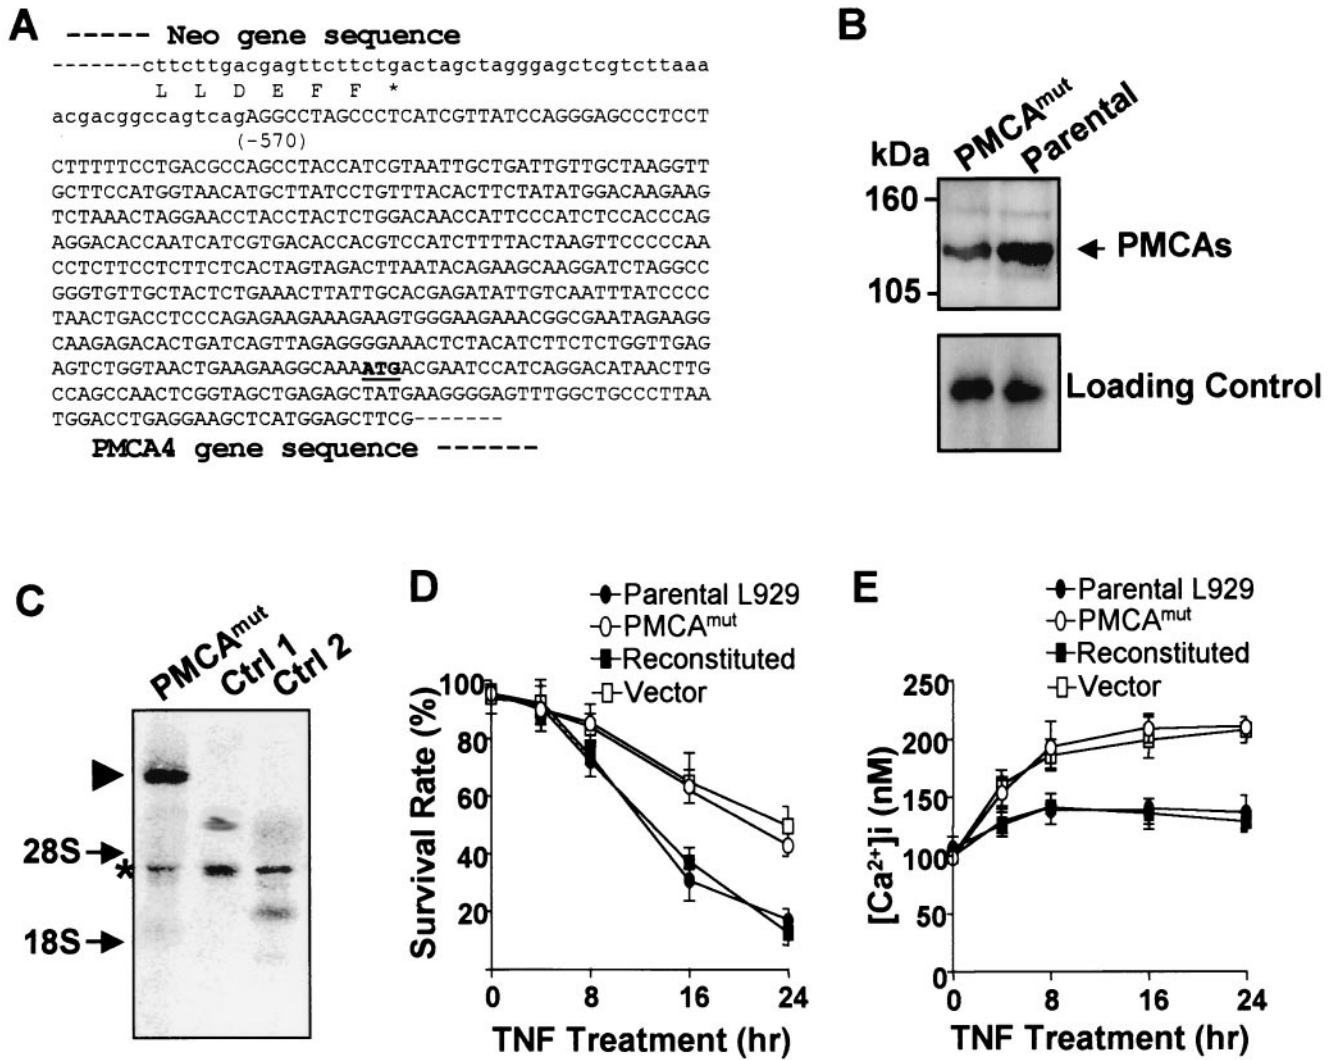 A
----- Neo gene sequence
-------cttcttgacgagttcttctgactagctagggagctcgtcttaaa
L L D E F F *
acgacggccagtcagAGGCCTAGCCCTCATCGTTATCCAGGGAGCCCTCCT
(-570)
CTTTTTCCTGACGCCAGCCTACCATCGTAATTGCTGATTGTTGCTAAGGTT
GCTTCCATGGTAACATGCTTATCCTGTTTACACTTCTATATGGACAAGAAG
TCTAAACTAGGAACCTACCTACTCTGGACAACCATTCCCATCTCCACCCAG
AGGACACCAATCATCGTGACACCACGTCCATCTTTTACTAAGTTCCCCCAA
CCTCTTCCTCTTCTCACTAGTAGACTTAATACAGAAGCAAGGATCTAGGCC
GGGTGTTGCTACTCTGAAACTTATTGCACGAGATATTGTCAATTTATCCCC
TAACTGACCTCCCAGAGAAGAAAGAAGTGGGAAGAAACGGCGAATAGAAGG
CAAGAGACACTGATCAGTTAGAGGGGAAACTCTACATCTTCTCTGGTTGAG
AGTCTGGTAACTGAAGAAGGCAAAATGACGAATCCATCAGGACATAACTTG
CCAGCCAACTCGGTAGCTGAGAGCTATGAAGGGGAGTTTGGCTGCCCTTAA
TGGACCTGAGGAAGCTCATGGAGCTTCG-------
PMCA4 gene sequence ------
B
PMCAmut Parental
kDa
160
PMCAs
105
Loading Control
C
PMCAmut Ctrl 1 Ctrl 2
28S
*
18S
D
Parental L929
PMCAmut
Reconstituted
Vector
Survival Rate (%)
100
80
60
40
20
0 8 16 24
TNF Treatment (hr)
E
Parental L929
PMCAmut
Reconstituted
Vector
[Ca2+]i (nM)
250
200
150
100
50
0
0 8 16 24
TNF Treatment (hr)